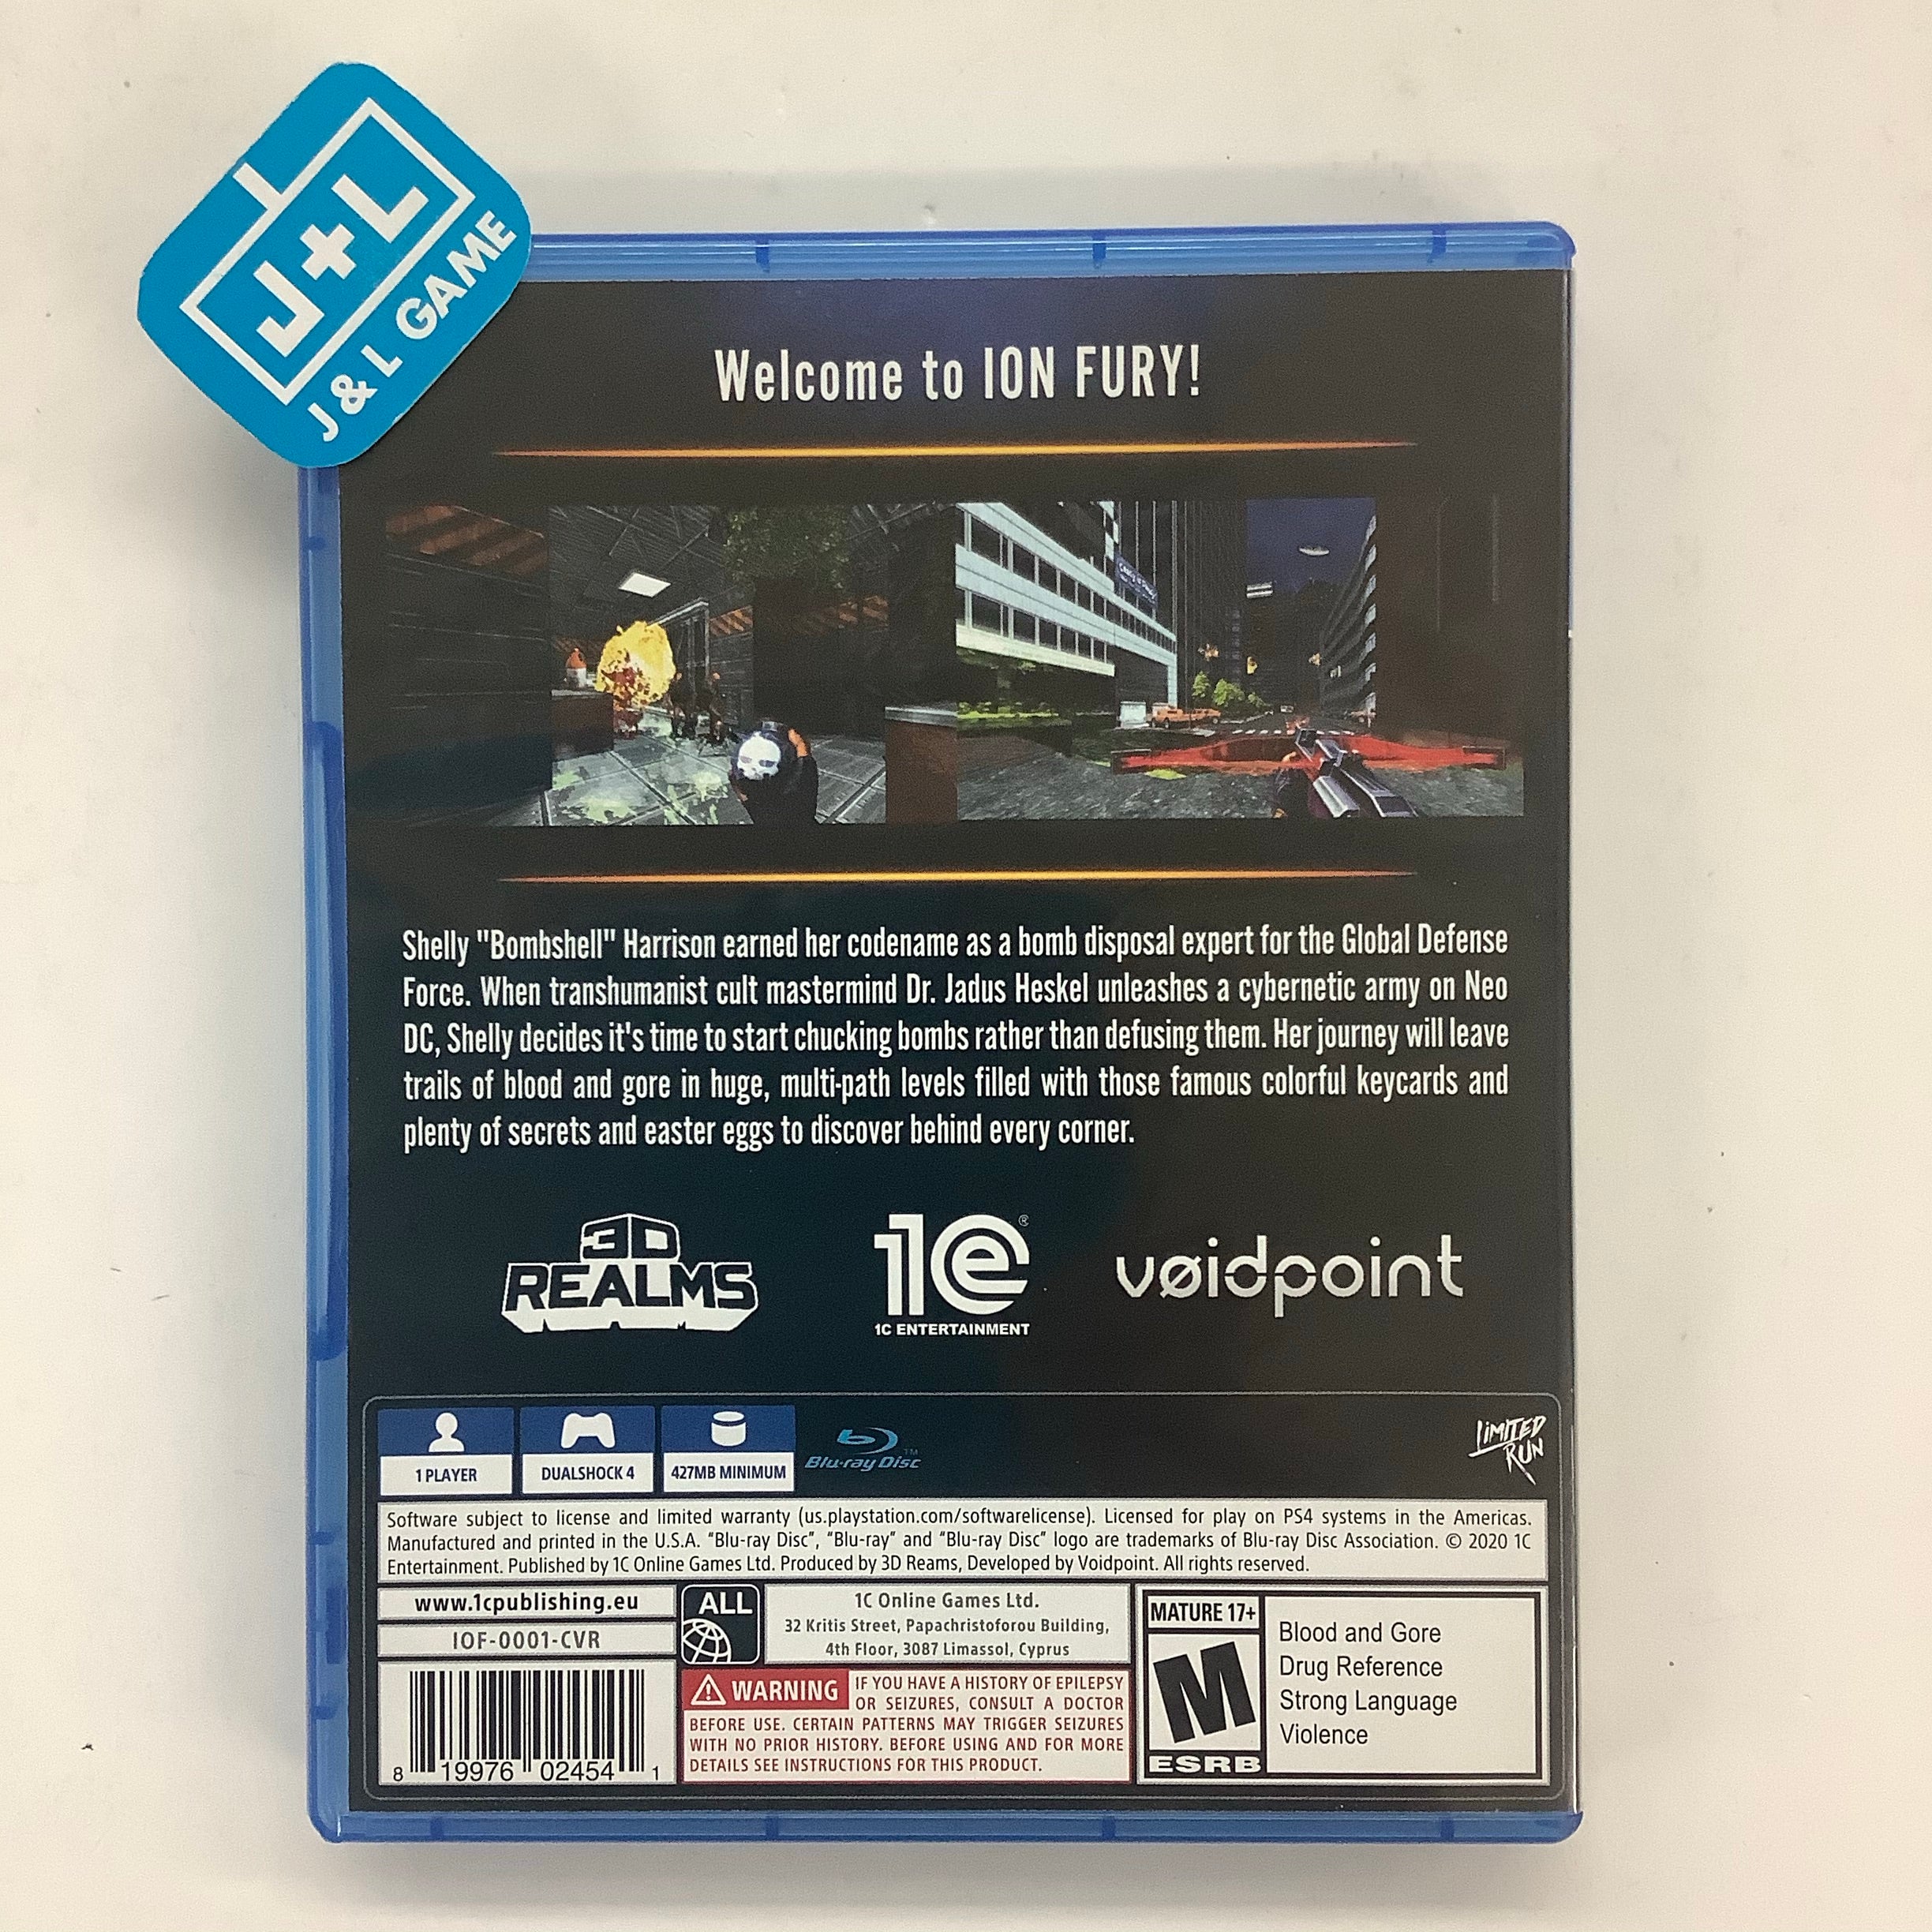 J+L
J & L GAME
Welcome to ION FURY!
Shelly "Bombshell" Harrison earned her codename as a bomb disposal expert for the Global Defense
Force. When transhumanist cult mastermind Dr. Jadus Heskel unleashes a cybernetic army on Neo
DC, Shelly decides it's time to start chucking bombs rather than defusing them. Her journey will leave
trails of blood and gore in huge, multi-path levels filled with those famous colorful keycards and
plenty of secrets and easter eggs to discover behind every corner.
3D
REALMS
1C®
1C ENTERTAINMENT
vøidpoint
1 PLAYER
DUALSHOCK 4
427MB MINIMUM
Blu-ray Disc™
LIMITED
RUN
Software subject to license and limited warranty (us.playstation.com/softwarelicense). Licensed for play on PS4 systems in the Americas.
Manufactured and printed in the U.S.A. “Blu-ray Disc”, “Blu-ray” and “Blu-ray Disc” logo are trademarks of Blu-ray Disc Association. © 2020 1C
Entertainment. Published by 1C Online Games Ltd. Produced by 3D Reams, Developed by Voidpoint. All rights reserved.
www.1cpublishing.eu
IOF-0001-CVR
8 19976 02454 1
ALL
1C Online Games Ltd.
32 Kritis Street, Papachristoforou Building,
4th Floor, 3087 Limassol, Cyprus
WARNING IF YOU HAVE A HISTORY OF EPILEPSY
OR SEIZURES, CONSULT A DOCTOR
BEFORE USE. CERTAIN PATTERNS MAY TRIGGER SEIZURES
WITH NO PRIOR HISTORY. BEFORE USING AND FOR MORE
DETAILS SEE INSTRUCTIONS FOR THIS PRODUCT.
MATURE 17+
M
ESRB
Blood and Gore
Drug Reference
Strong Language
Violence